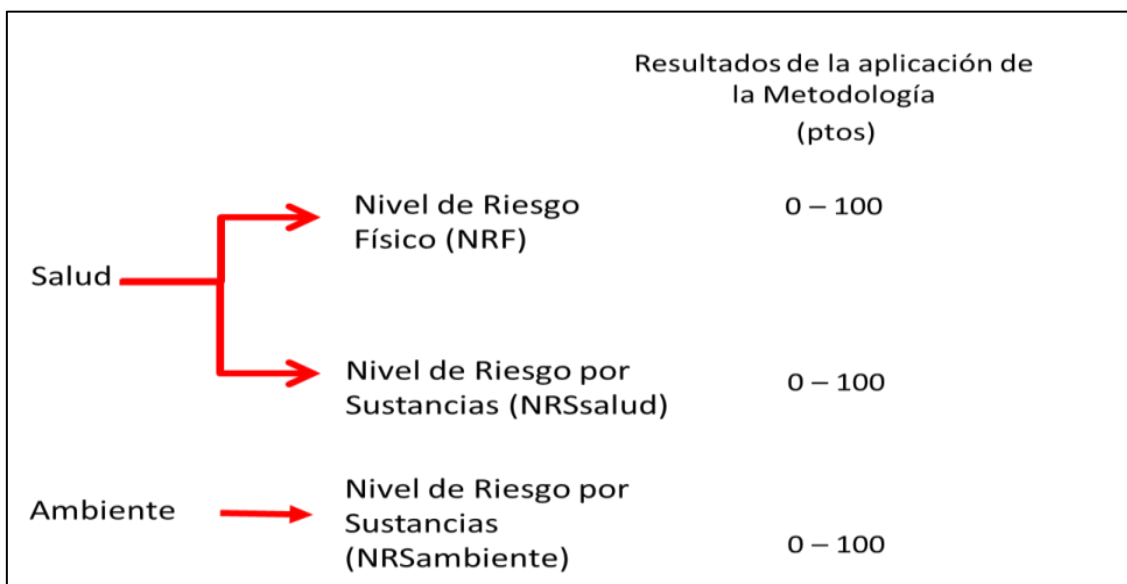 Resultados de la aplicación de
la Metodología
(ptos)
Salud
Nivel de Riesgo
Físico (NRF)
0 – 100
Nivel de Riesgo por
Sustancias (NRSsalud)
0 – 100
Ambiente
Nivel de Riesgo por
Sustancias
(NRSambiente)
0 – 100